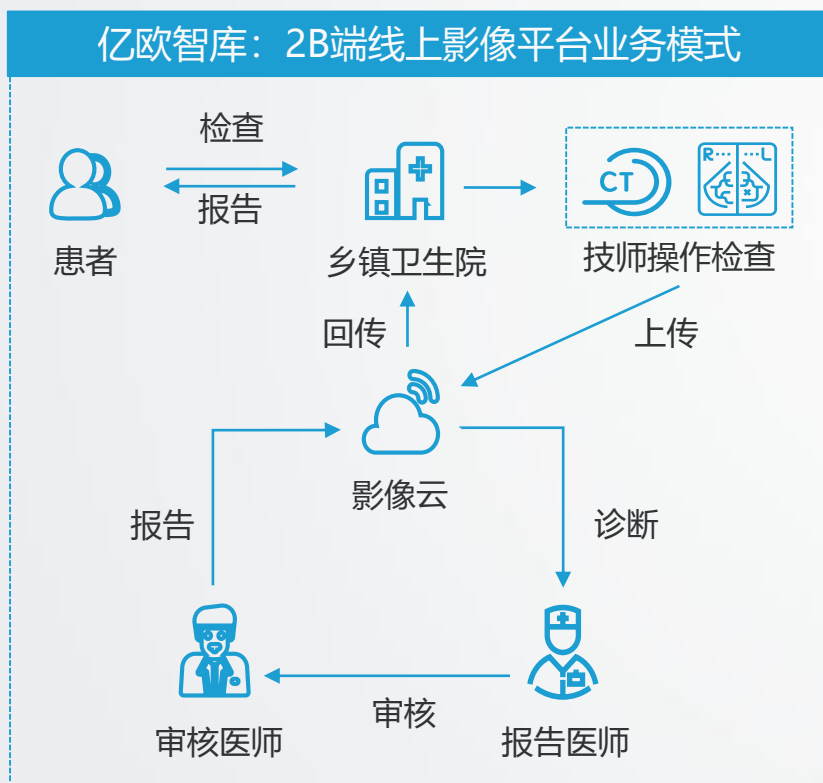 亿欧智库：2B端线上影像平台业务模式
检查
报告
R
L
CT
患者
乡镇卫生院
技师操作检查
回传
上传
影像云
报告
诊断
审核
审核医师
报告医师